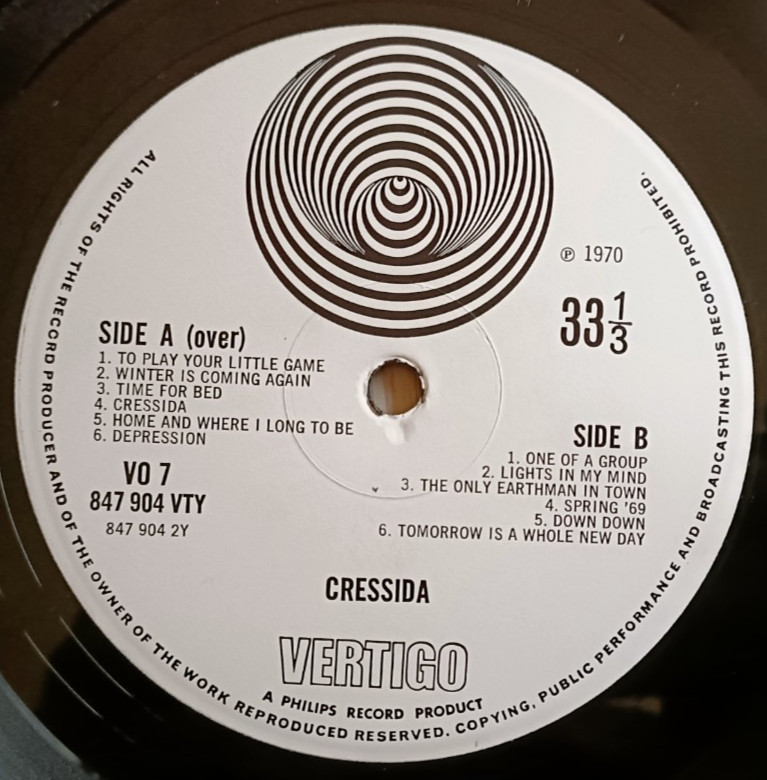 ALL RIGHTS OF THE RECORD PRODUCER AND OF THE OWNER OF THE WORK REPRODUCED RESERVED. COPYING, PUBLIC PERFORMANCE AND BROADCASTING THIS RECORD PROHIBITED.
℗ 1970
33 1/3
SIDE A (over)
1. TO PLAY YOUR LITTLE GAME
2. WINTER IS COMING AGAIN
3. TIME FOR BED
4. CRESSIDA
5. HOME AND WHERE I LONG TO BE
6. DEPRESSION
VO 7
847 904 VTY
847 904 2Y
SIDE B
1. ONE OF A GROUP
2. LIGHTS IN MY MIND
3. THE ONLY EARTHMAN IN TOWN
4. SPRING '69
5. DOWN DOWN
6. TOMORROW IS A WHOLE NEW DAY
CRESSIDA
VERTIGO
A PHILIPS RECORD PRODUCT